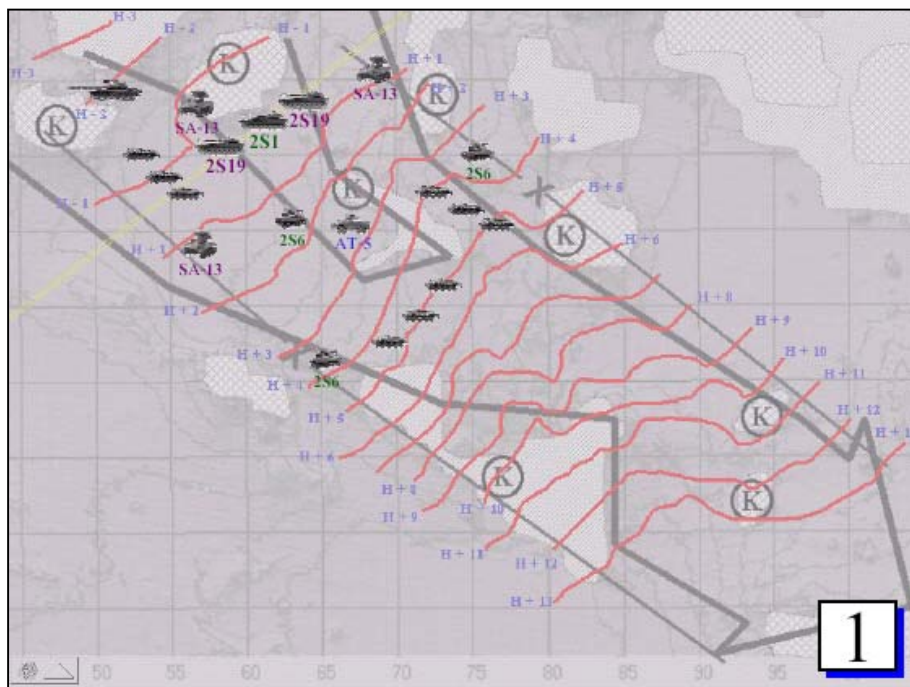 H-3
H - 2
H - 1
K
H + 1
H-3
K
SA-13
H + 2
H + 3
H - 2
SA-13
2S19
2S1
K
H + 4
2S19
2S6
K
H + 5
H - 1
2S6
AT-5
K
H + 6
H + 1
SA-13
H + 2
H + 8
H + 9
H + 3
H + 10
2S6
H + 4
H + 11
H + 5
K
H + 12
H + 6
K
H + 8
K
H + 10
H + 9
H + 11
H + 12
H + 13
1
50 55 60 65 70 75 80 85 90 95